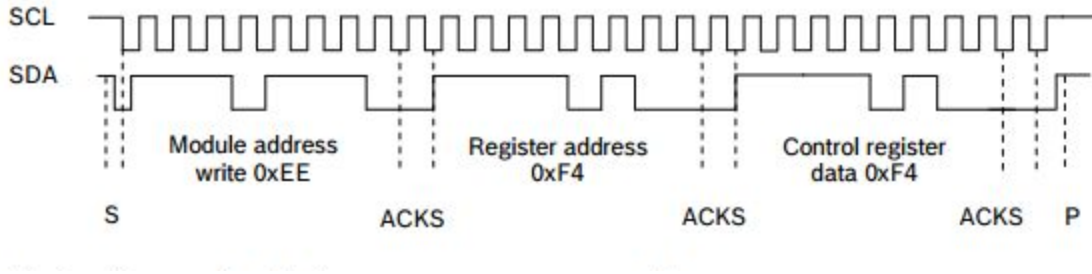 SCL
SDA
Module address
write 0xEE
Register address
0xF4
Control register
data 0xF4
S
ACKS
ACKS
ACKS
P